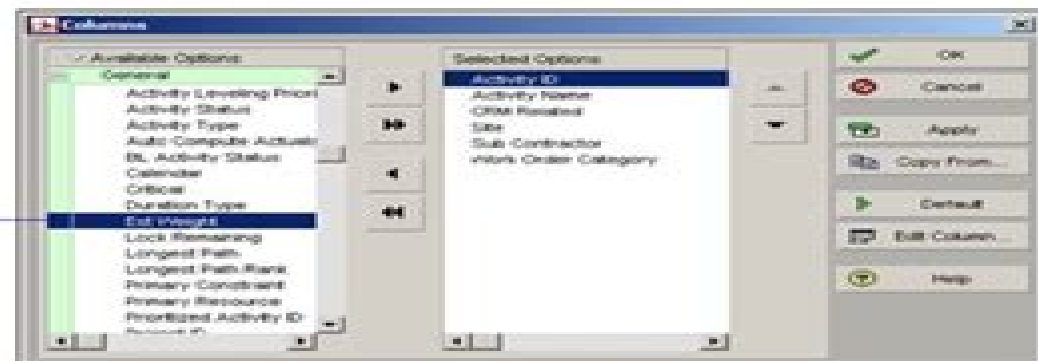 Columns
Available Options
General
Activity Leveling Priori
Activity Status
Activity Type
Auto Compute Actuals
BL Activity Status
Calendar
Critical
Duration Type
Est Weight
Lock Remaining
Longest Path
Longest Path Rank
Primary Constraint
Primary Resource
Prioritized Activity ID
Project ID
Selected Options
Activity ID
Activity Name
CRM Related
Site
Sub Contractor
Work Order Category
OK
Cancel
Apply
Copy From...
Default
Edit Column...
Help